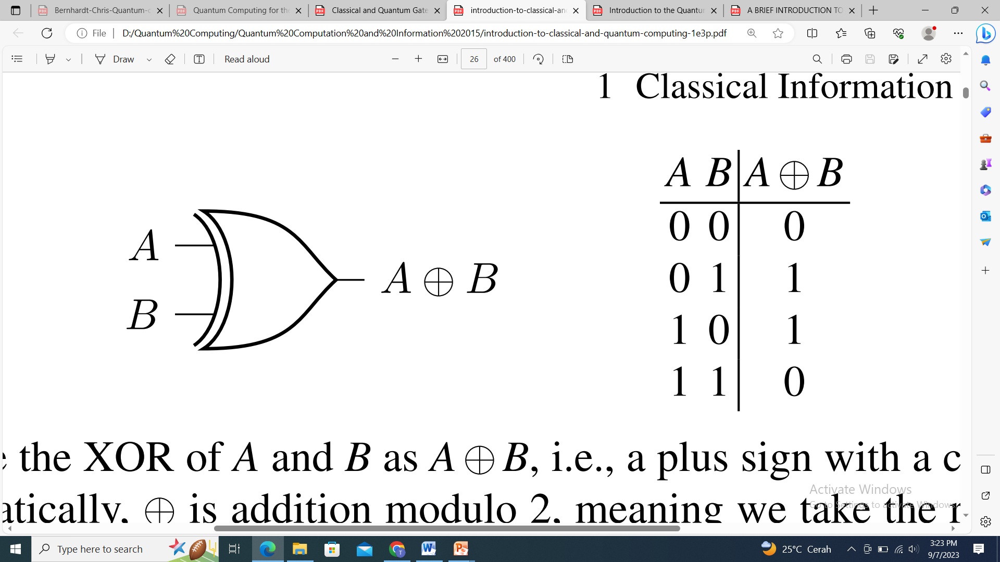 Bernhardt-Chris-Quantum-c
Quantum Computing for the
Classical and Quantum Gate
introduction-to-classical-an
Introduction to the Quantur
A BRIEF INTRODUCTION TO
File D:/Quantum%20Computing/Quantum%20Computation%20and%20Information%202015/introduction-to-classical-and-quantum-computing-1e3p.pdf
Draw Read aloud 26 of 400
1 Classical Information
A B A ⊕ B
0 0 0
0 1 1
1 0 1
1 1 0
A
B
A ⊕ B
the XOR of A and B as A ⊕ B, i.e., a plus sign with a c
atically, ⊕ is addition modulo 2, meaning we take the r
Activate Windows
Go to Settings to activate Windows.
Type here to search
25°C Cerah
3:23 PM
9/7/2023